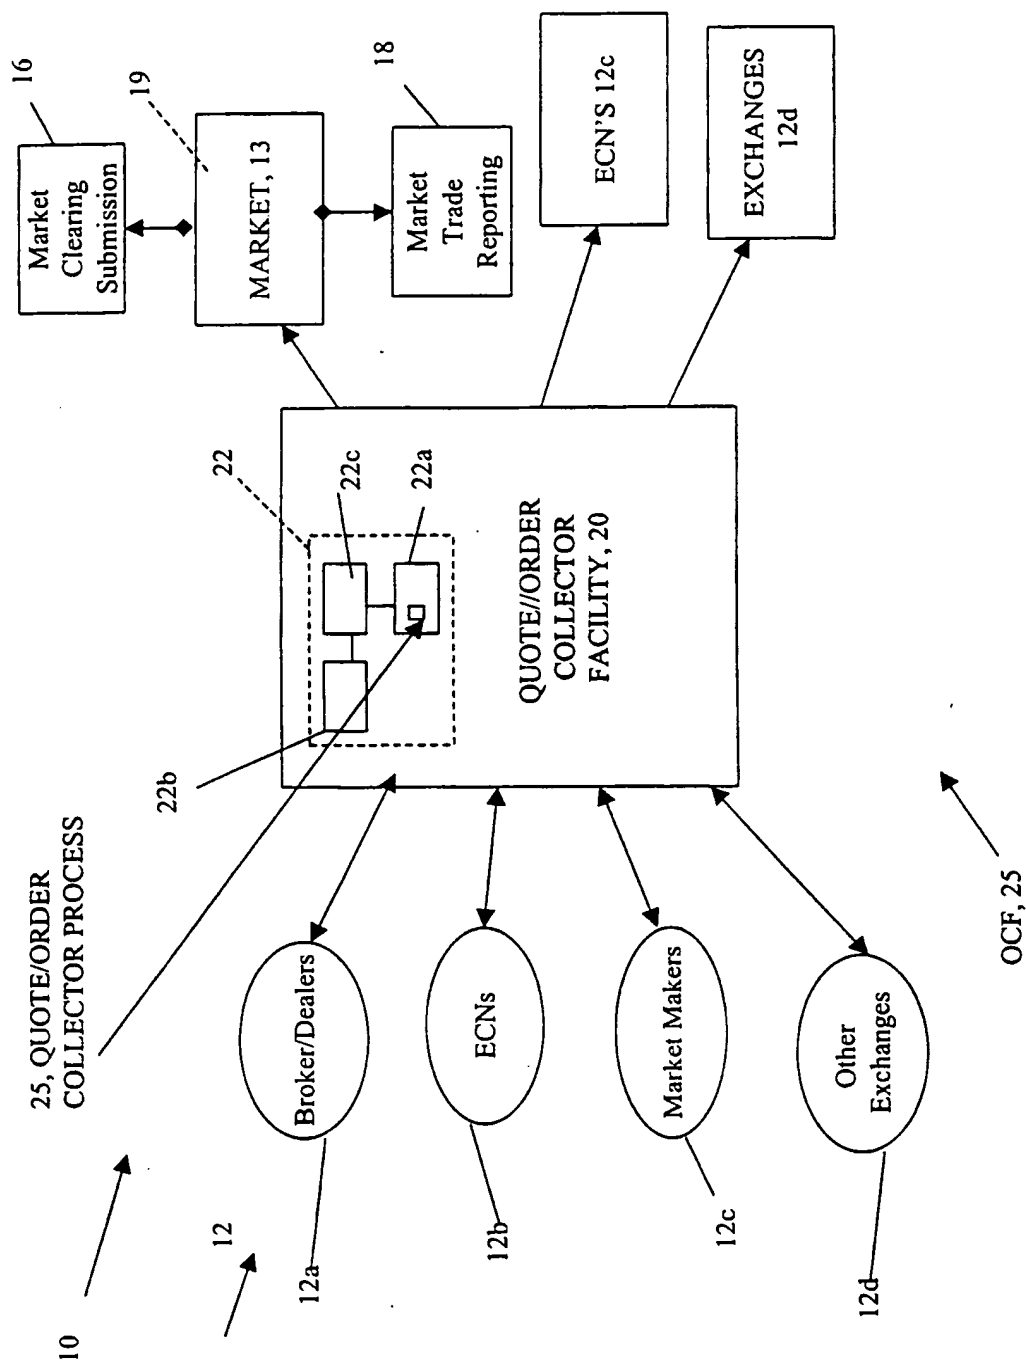 10
25, QUOTE/ORDER
COLLECTOR PROCESS
12
12a
Broker/Dealers
12b
ECNs
12c
Market Makers
12d
Other
Exchanges
OCF, 25
22b
22
22c
22a
QUOTE//ORDER
COLLECTOR
FACILITY, 20
16
Market
Clearing
Submission
19
MARKET, 13
18
Market
Trade
Reporting
ECN'S 12c
EXCHANGES
12d